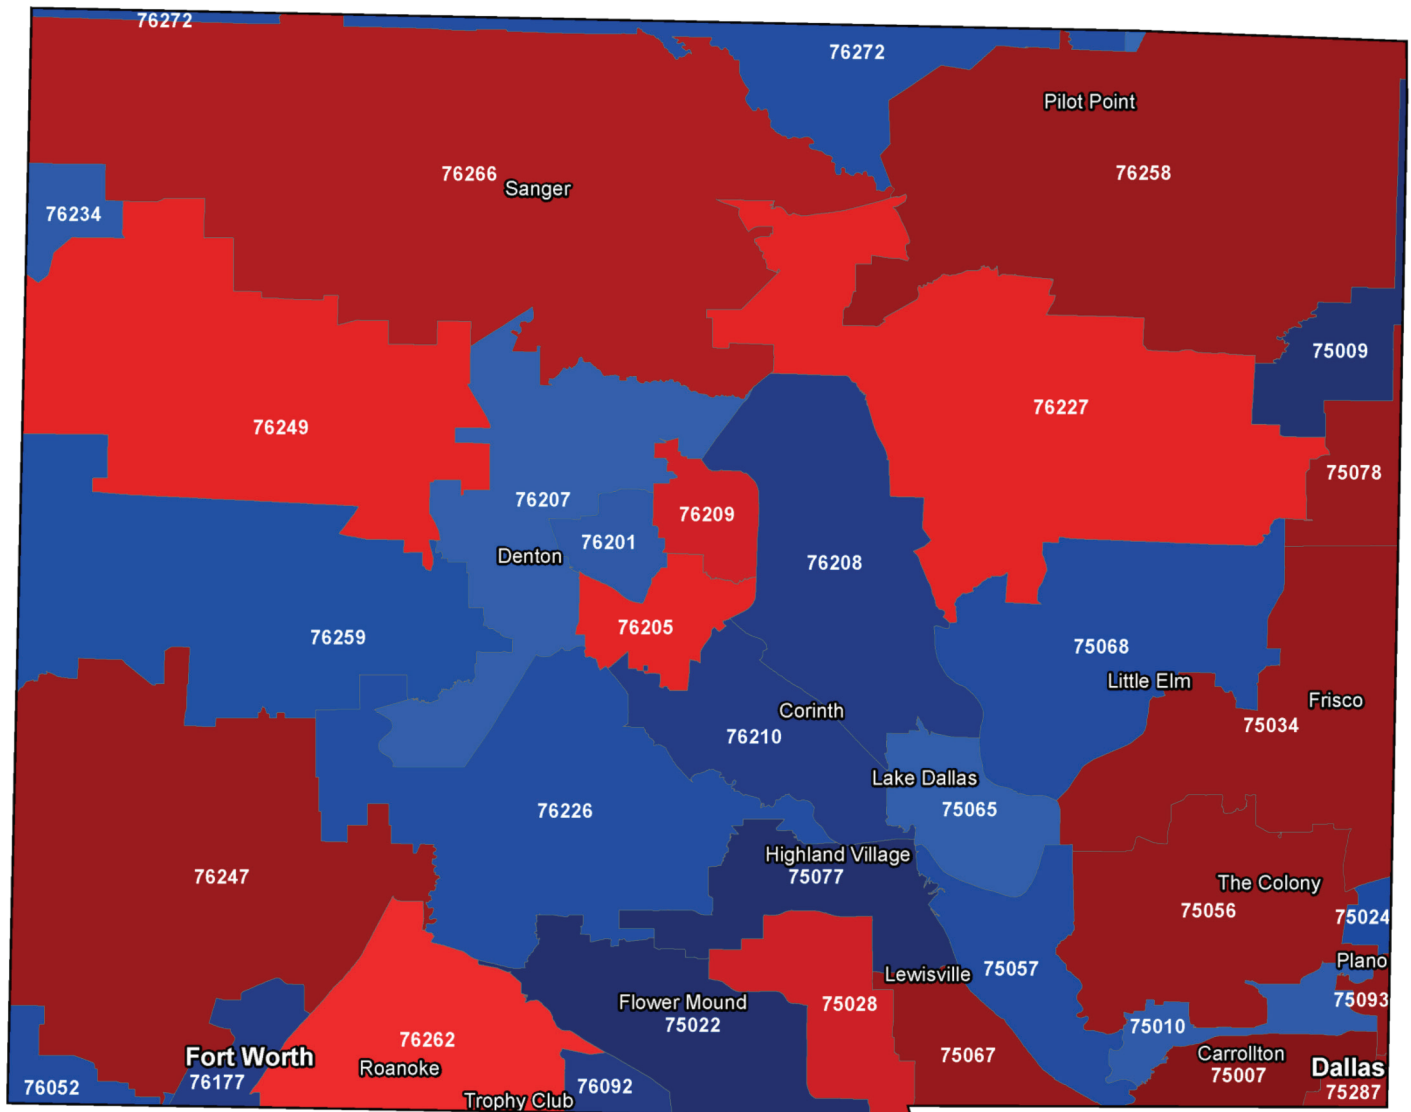 76272
76272
Pilot Point
76266
76258
Sanger
76234
75009
76227
76249
75078
76207
76209
76201
Denton
76208
76205
76259
75068
Little Elm
Frisco
Corinth
75034
76210
Lake Dallas
76226
75065
Highland Village
76247
75077
The Colony
75056
75024
Plano
75057
Lewisville
75093
Flower Mound
75028
75022
75010
76262
Fort Worth
75067
Carrollton
Roanoke
Dallas
75007
76177
76052
76092
75287
Trophy Club